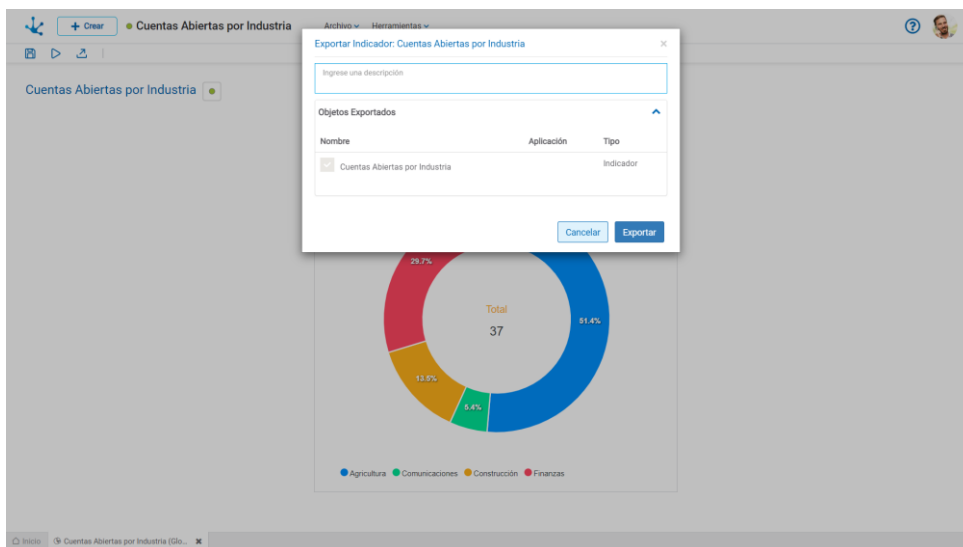 + Crear
Cuentas Abiertas por Industria
Archivo
Herramientas
Cuentas Abiertas por Industria
Exportar Indicador: Cuentas Abiertas por Industria
Ingrese una descripción
Objetos Exportados
Nombre Aplicación Tipo
Cuentas Abiertas por Industria Indicador
Cancelar Exportar
29.7%
Total
37
51.4%
13.5%
5.4%
Agricultura Comunicaciones Construcción Finanzas
Inicio Cuentas Abiertas por Industria (Glo...